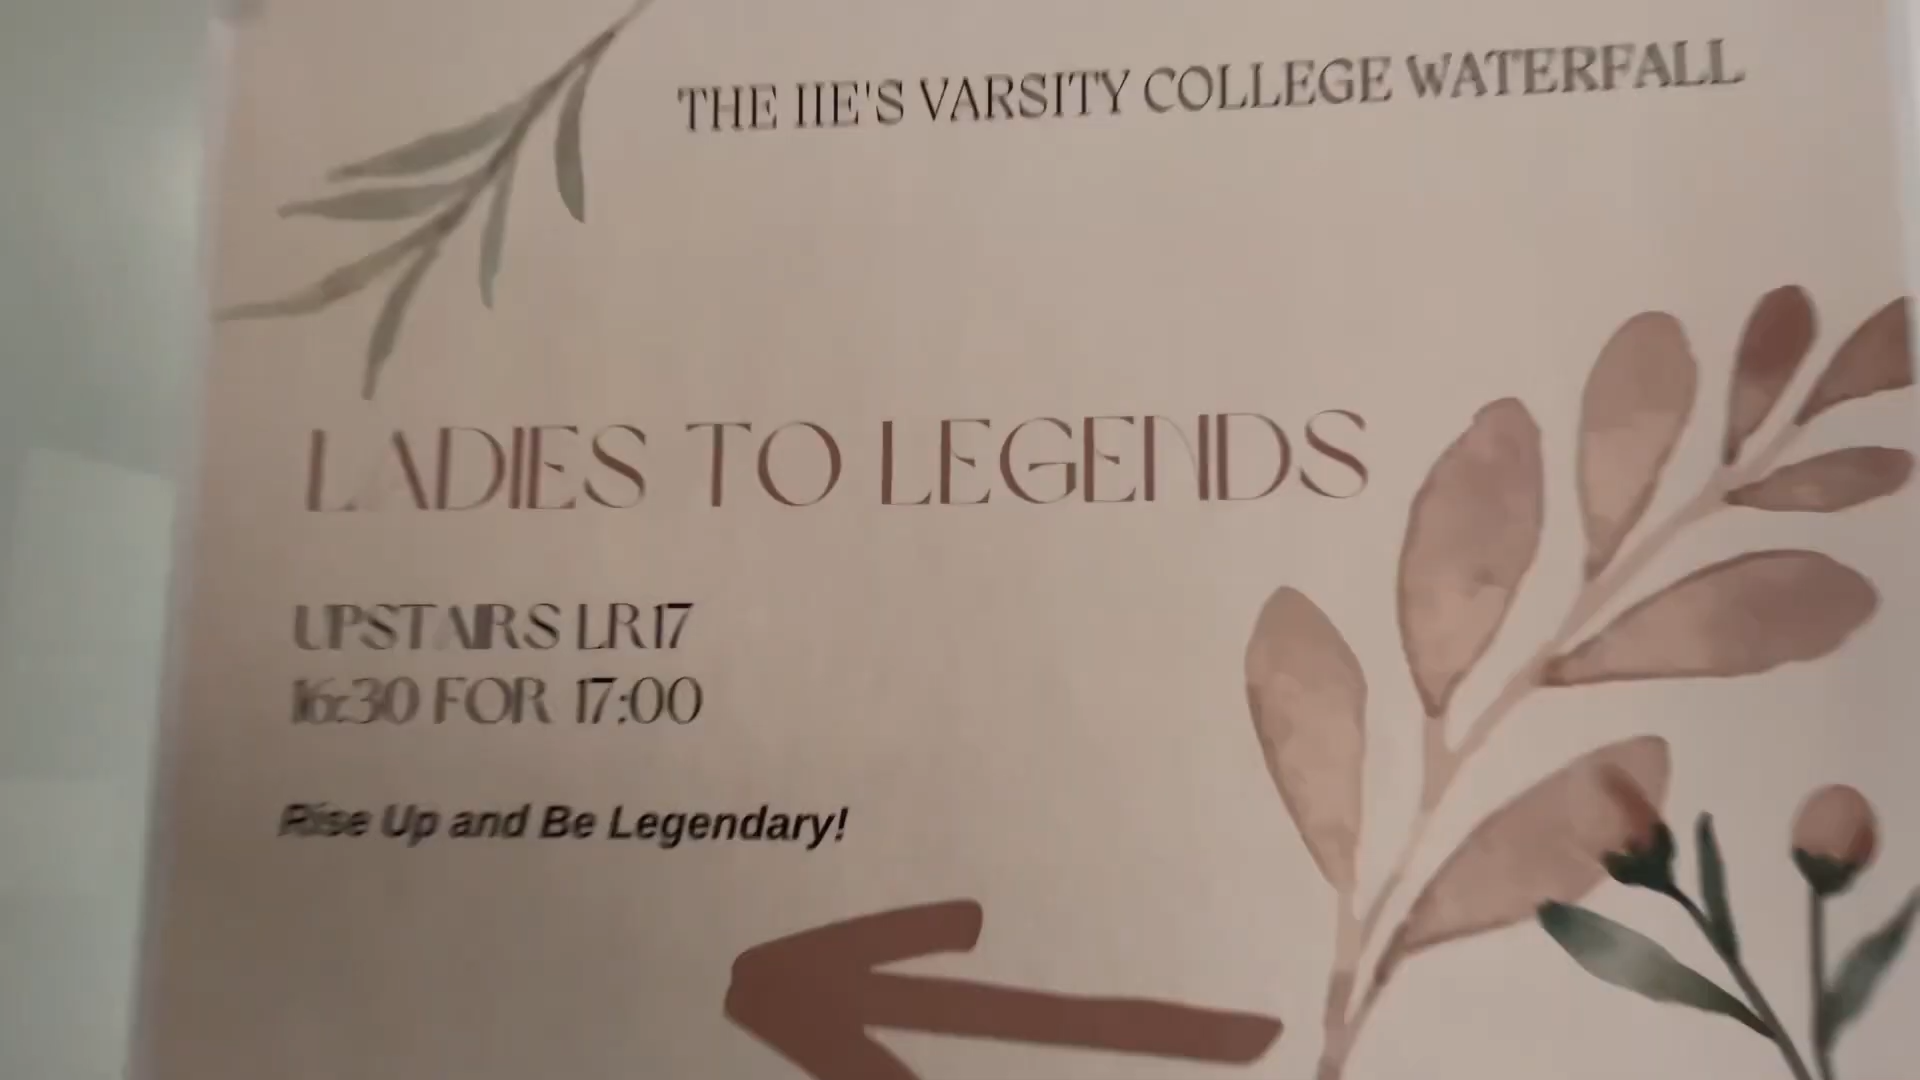 THE IIE'S VARSITY COLLEGE WATERFALL
LADIES TO LEGENDS
UPSTAIRS LR17
16:30 FOR 17:00
Rise Up and Be Legendary!